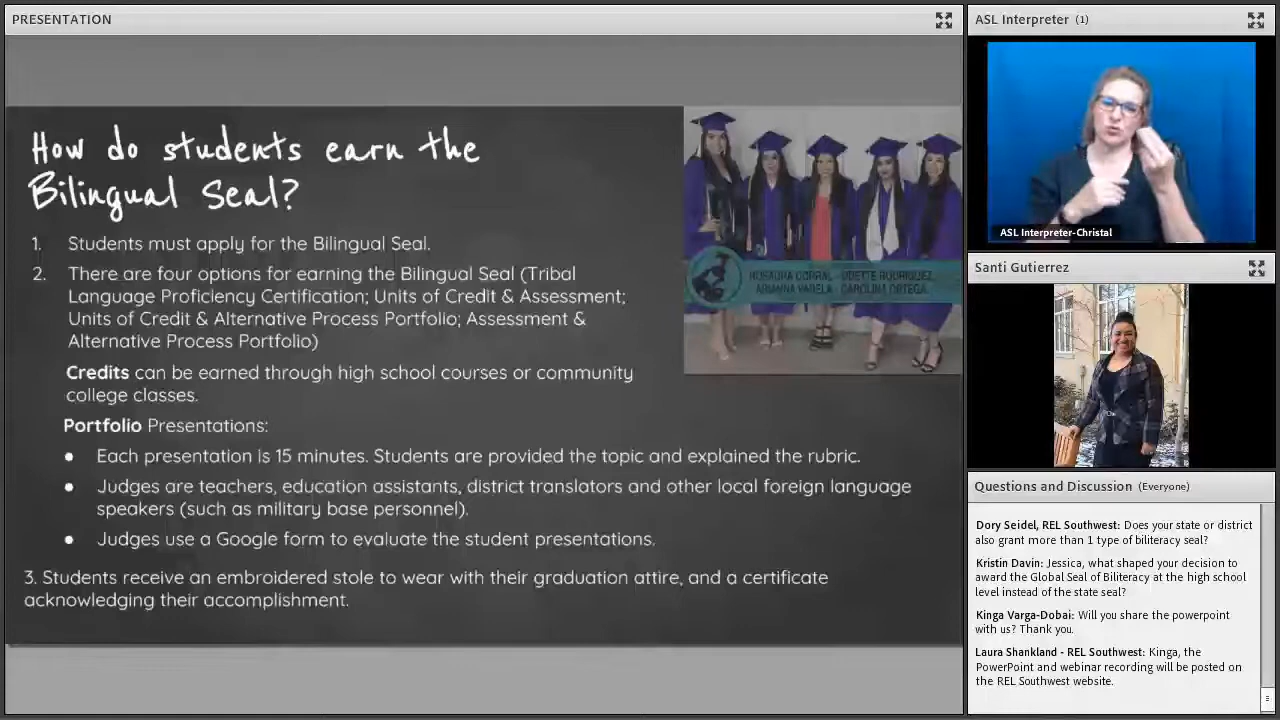 PRESENTATION
How do students earn the
Bilingual Seal?
1. Students must apply for the Bilingual Seal.
2. There are four options for earning the Bilingual Seal (Tribal
Language Proficiency Certification; Units of Credit & Assessment;
Units of Credit & Alternative Process Portfolio; Assessment &
Alternative Process Portfolio)
Credits can be earned through high school courses or community
college classes.
Portfolio Presentations:
● Each presentation is 15 minutes. Students are provided the topic and explained the rubric.
● Judges are teachers, education assistants, district translators and other local foreign language
speakers (such as military base personnel).
● Judges use a Google form to evaluate the student presentations.
3. Students receive an embroidered stole to wear with their graduation attire, and a certificate
acknowledging their accomplishment.
ROSAURA CORRAL - ODETTE RODRIGUEZ
ARIANNA VARELA - CAROLINA ORTEGA
ASL Interpreter (1)
ASL Interpreter-Christal
Santi Gutierrez
Questions and Discussion (Everyone)
Dory Seidel, REL Southwest: Does your state or district
also grant more than 1 type of biliteracy seal?
Kristin Davin: Jessica, what shaped your decision to
award the Global Seal of Biliteracy at the high school
level instead of the state seal?
Kinga Varga-Dobai: Will you share the powerpoint
with us? Thank you.
Laura Shankland - REL Southwest: Kinga, the
PowerPoint and webinar recording will be posted on
the REL Southwest website.